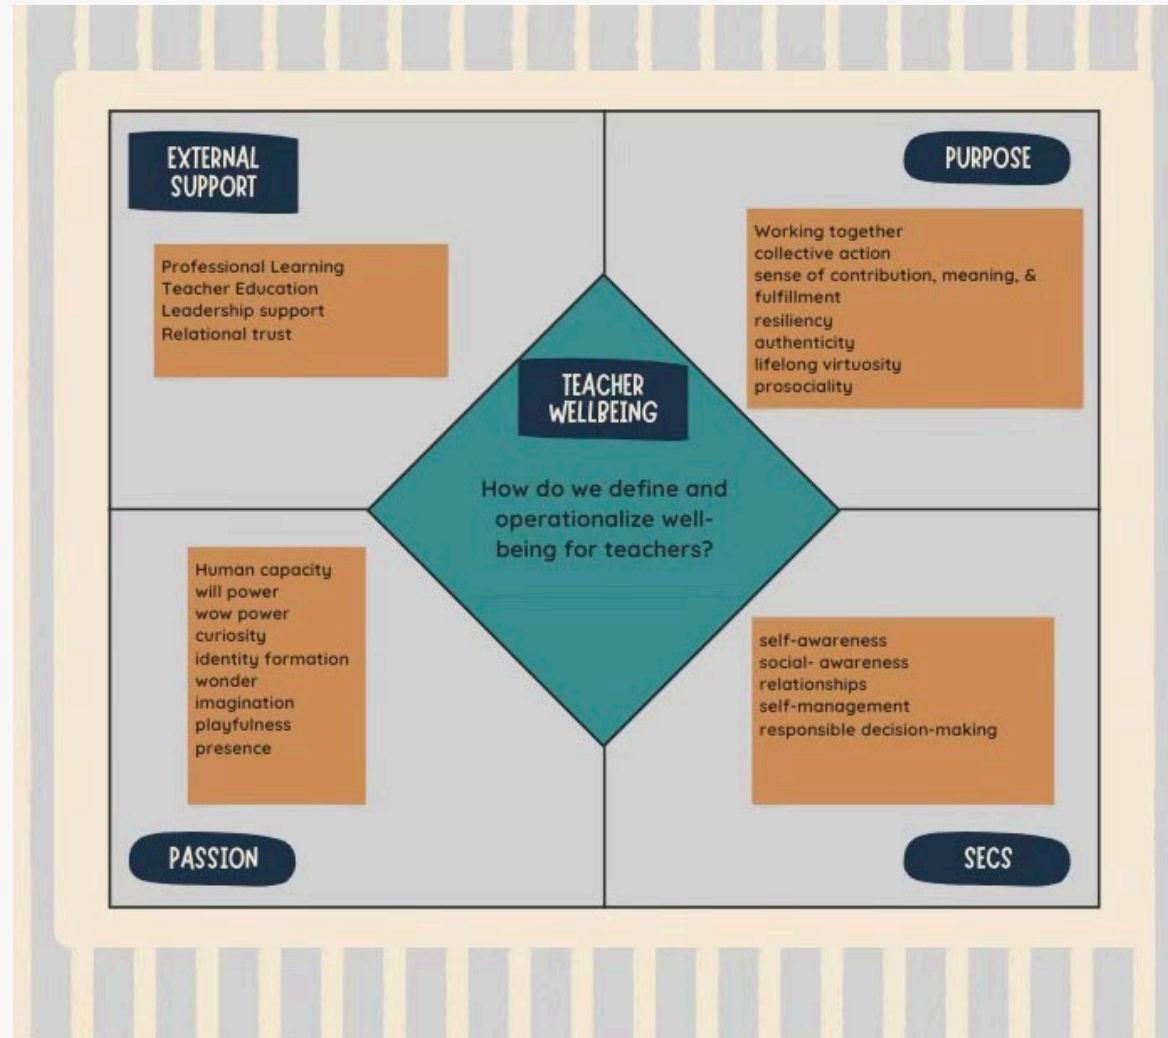 EXTERNAL
SUPPORT
Professional Learning
Teacher Education
Leadership support
Relational trust
PURPOSE
Working together
collective action
sense of contribution, meaning, &
fulfillment
resiliency
authenticity
lifelong virtuosity
prosociality
TEACHER
WELLBEING
How do we define and
operationalize well-
being for teachers?
Human capacity
will power
wow power
curiosity
identity formation
wonder
imagination
playfulness
presence
PASSION
self-awareness
social- awareness
relationships
self-management
responsible decision-making
SECS